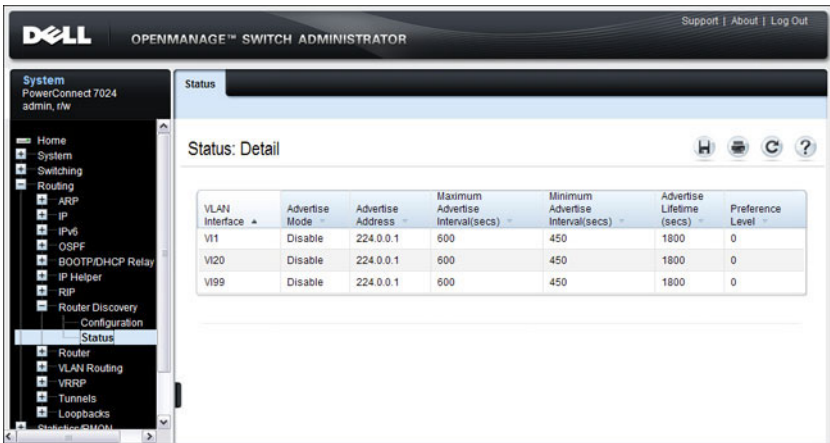 Support | About | Log Out
DELL
OPENMANAGE™ SWITCH ADMINISTRATOR
System
PowerConnect 7024
admin, r/w
Home
System
Switching
Routing
ARP
IP
IPv6
OSPF
BOOTP/DHCP Relay
IP Helper
RIP
Router Discovery
Configuration
Status
Router
VLAN Routing
VRRP
Tunnels
Loopbacks
Statistics/RMON
Status
Status: Detail
VLAN Interface Advertise Mode Advertise Address Maximum Advertise Interval(secs) Minimum Advertise Interval(secs) Advertise Lifetime (secs) Preference Level
Vl1 Disable 224.0.0.1 600 450 1800 0
Vl20 Disable 224.0.0.1 600 450 1800 0
Vl99 Disable 224.0.0.1 600 450 1800 0